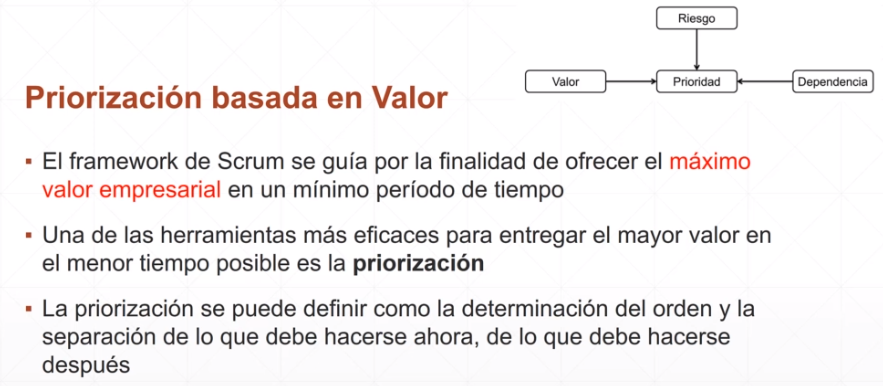 Riesgo
Valor
Prioridad
Dependencia
Priorización basada en Valor
▪ El framework de Scrum se guía por la finalidad de ofrecer el máximo
valor empresarial en un mínimo período de tiempo
▪ Una de las herramientas más eficaces para entregar el mayor valor en
el menor tiempo posible es la priorización
▪ La priorización se puede definir como la determinación del orden y la
separación de lo que debe hacerse ahora, de lo que debe hacerse
después